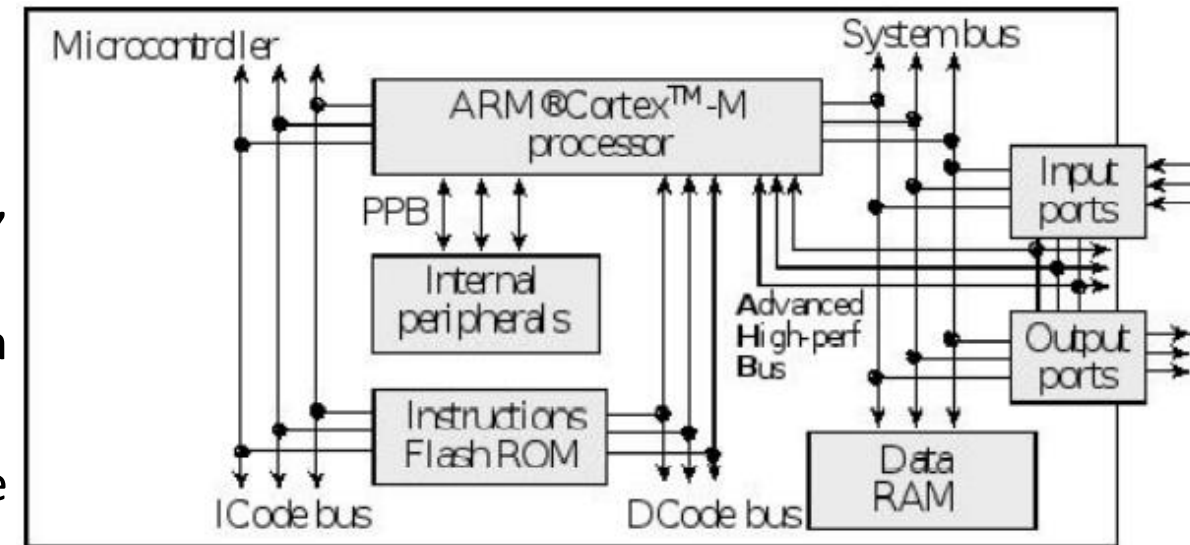 Microcontroller
System bus
ARM®Cortex™-M
processor
Input
ports
PPB
Internal
peripherals
Advanced
High-perf
Bus
Output
ports
Instructions
Flash ROM
Data
RAM
ICode bus
DCode bus
,
n
e